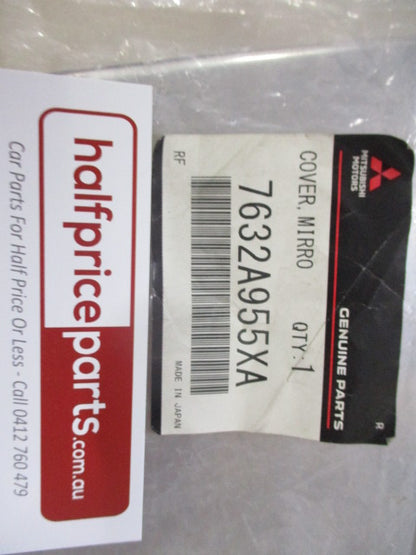 halfpriceparts.com.au
Car Parts For Half Price Or Less - Call 0412 760 479
MITSUBISHI
MOTORS
GENUINE PARTS
R
COVER, MIRRO
QTY:1
7632A955XA
RF
MADE IN JAPAN